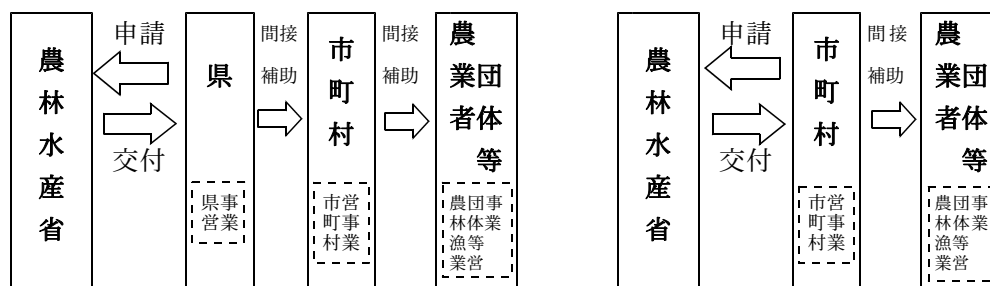 農林水産省
申請
交付
県
県営
事業
間接
補助
市町村
市町村
営事業
間接
補助
農業者
団体等
農林漁業
団体等営
事業
農林水産省
申請
交付
市町村
市町村
営事業
間接
補助
農業者
団体等
農林漁業
団体等営
事業